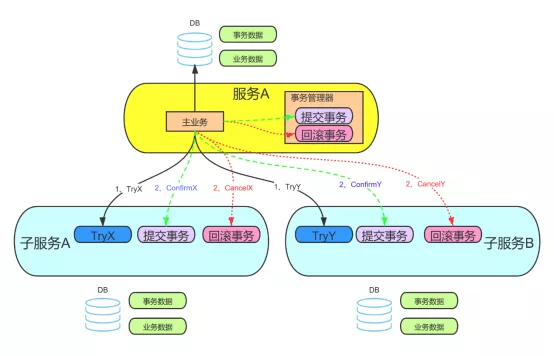 DB
事务数据
业务数据
服务A
事务管理器
主业务
提交事务
回滚事务
1、TryX
2、ConfirmX
2、CancelX
1、TryY
2、ConfirmY
2、CancelY
子服务A
TryX
提交事务
回滚事务
TryY
提交事务
回滚事务
子服务B
DB
事务数据
业务数据
DB
事务数据
业务数据